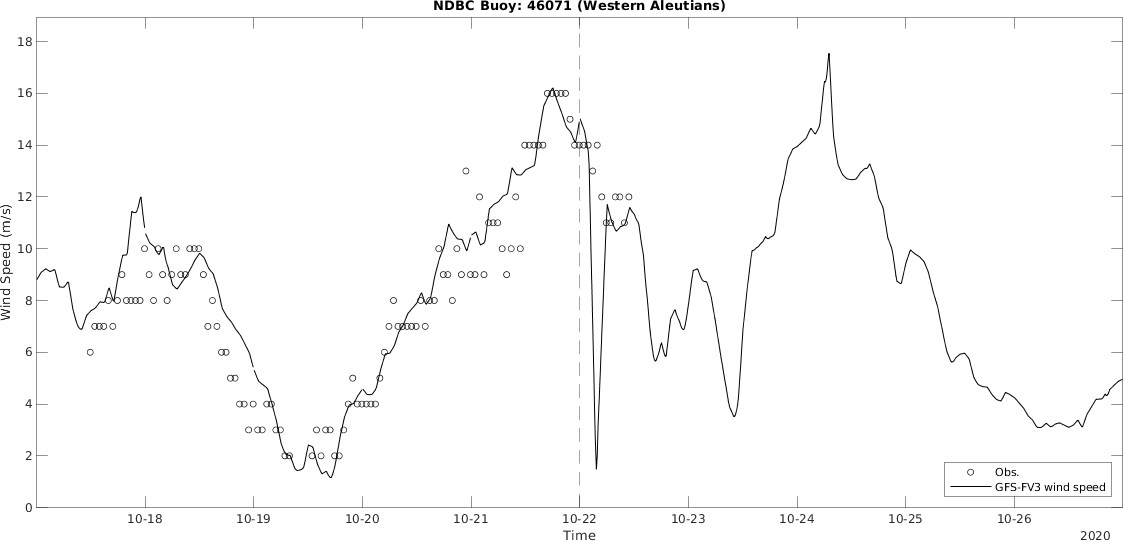 NDBC Buoy: 46071 (Western Aleutians)
18
16
14
12
10
8
6
4
2
0
Wind Speed (m/s)
Obs.
GFS-FV3 wind speed
10-18 10-19 10-20 10-21 10-22 10-23 10-24 10-25 10-26
Time
2020